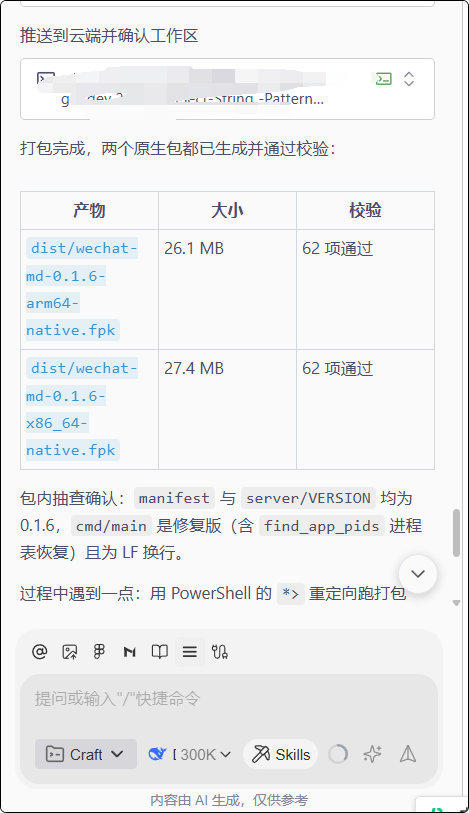 推送到云端并确认工作区
-Pattern...
打包完成，两个原生包都已生成并通过校验：
产物 大小 校验
dist/wechat- 26.1 MB 62 项通过
md-0.1.6-
arm64-
native.fpk
dist/wechat- 27.4 MB 62 项通过
md-0.1.6-
x86_64-
native.fpk
包内抽查确认： manifest 与 server/VERSION 均为
0.1.6， cmd/main 是修复版（含 find_app_pids 进程
表恢复）且为 LF 换行。
过程中遇到一点：用 PowerShell 的 *> 重定向跑打包
提问或输入"/"快捷命令
Craft 300K Skills
内容由 AI 生成，仅供参考